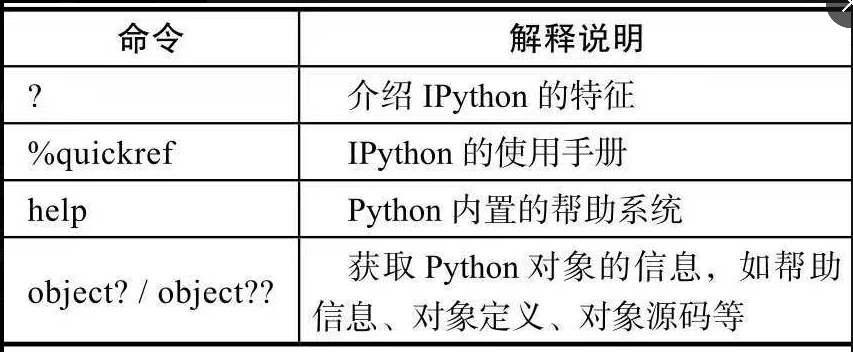 命令 解释说明
? 介绍 IPython 的特征
%quickref IPython 的使用手册
help Python 内置的帮助系统
object? / object?? 获取 Python 对象的信息，如帮助
信息、对象定义、对象源码等